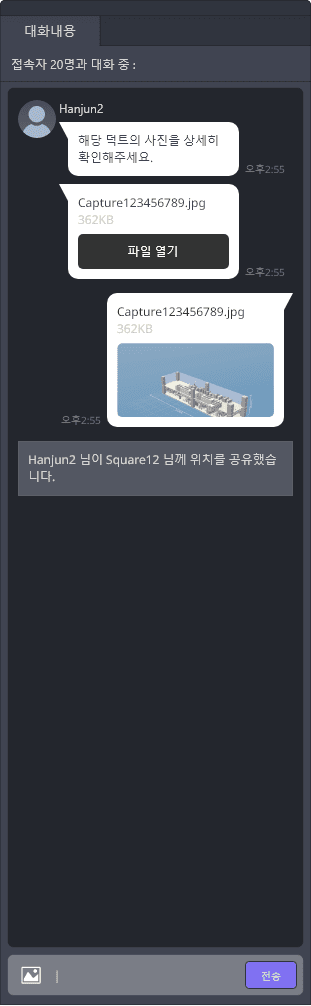 대화내용
접속자 20명과 대화 중 :
Hanjun2
해당 덕트의 사진을 상세히
확인해주세요.
오후2:55
Capture123456789.jpg
362KB
파일 열기
오후2:55
Capture123456789.jpg
362KB
오후2:55
Hanjun2 님이 Square12 님께 위치를 공유했습
니다.
전송